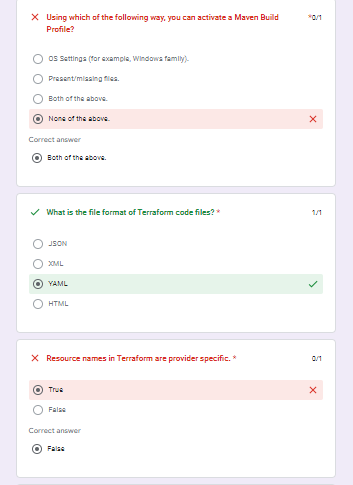 Using which of the following way, you can activate a Maven Build *0/1
Profile?
OS Settings (for example, Windows family).
Present/missing files.
Both of the above.
None of the above.
Correct answer
Both of the above.
What is the file format of Terraform code files? * 1/1
JSON
XML
YAML
HTML
Resource names in Terraform are provider specific. * 0/1
True
False
Correct answer
False